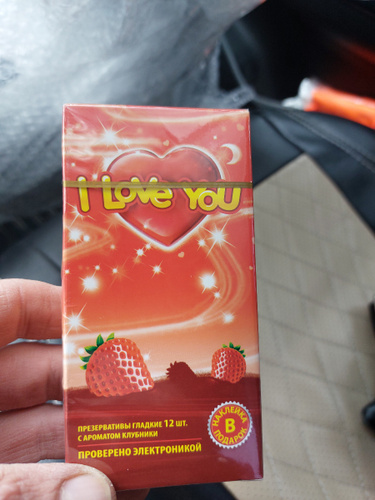 I Love You
ПРЕЗЕРВАТИВЫ ГЛАДКИЕ 12 ШТ.
С АРОМАТОМ КЛУБНИКИ
ПРОВЕРЕНО ЭЛЕКТРОНИКОЙ
НАКЛЕЙКА
В
ПОДАРОК